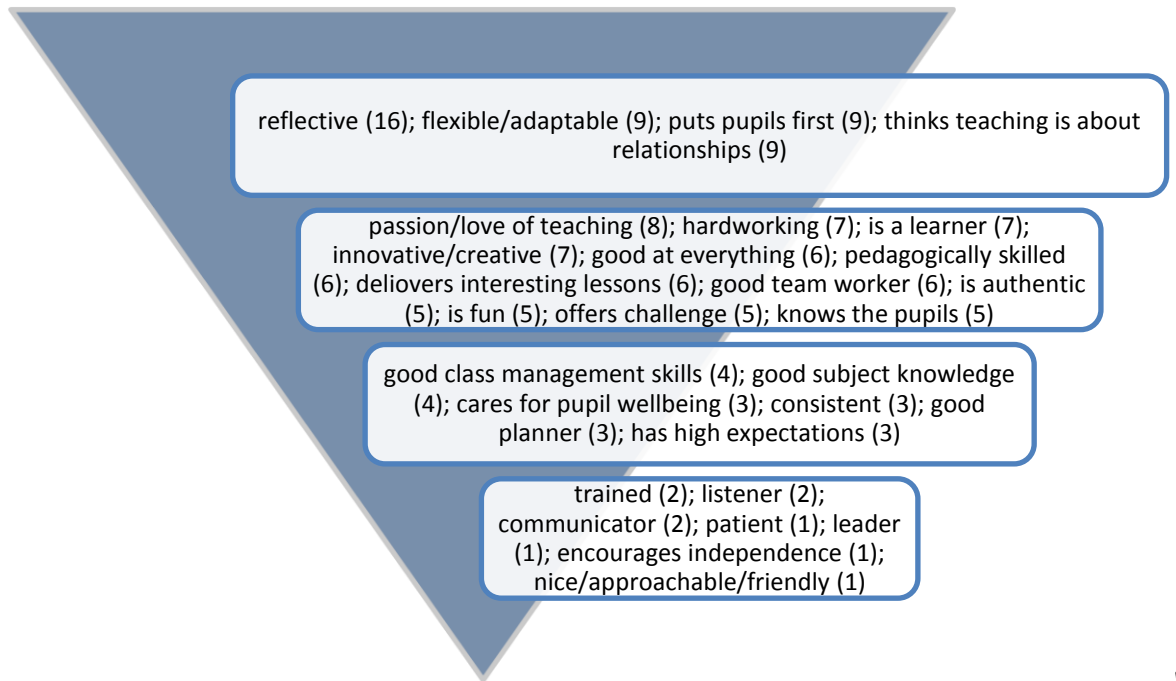 reflective (16); flexible/adaptable (9); puts pupils first (9); thinks teaching is about
relationships (9)
passion/love of teaching (8); hardworking (7); is a learner (7);
innovative/creative (7); good at everything (6); pedagogically skilled
(6); deliovers interesting lessons (6); good team worker (6); is authentic
(5); is fun (5); offers challenge (5); knows the pupils (5)
good class management skills (4); good subject knowledge
(4); cares for pupil wellbeing (3); consistent (3); good
planner (3); has high expectations (3)
trained (2); listener (2);
communicator (2); patient (1); leader
(1); encourages independence (1);
nice/approachable/friendly (1)